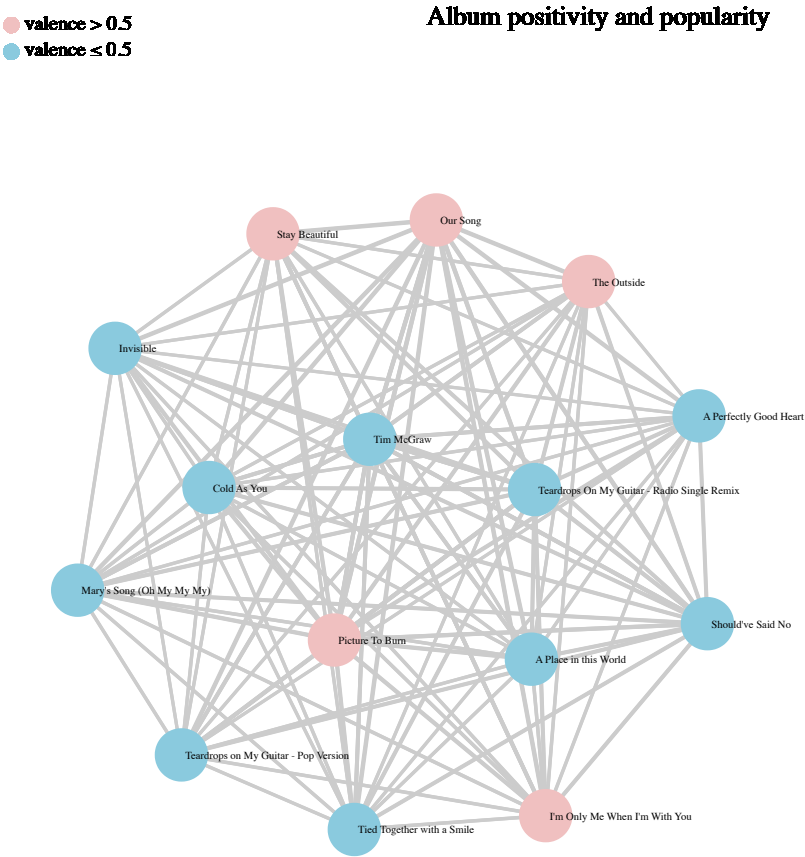 Album positivity and popularity
valence > 0.5
valence ≤ 0.5
Our Song
Stay Beautiful
The Outside
Invisible
A Perfectly Good Heart
Tim McGraw
Cold As You
Teardrops On My Guitar - Radio Single Remix
Mary's Song (Oh My My My)
Should've Said No
Picture To Burn
A Place in this World
Teardrops on My Guitar - Pop Version
I'm Only Me When I'm With You
Tied Together with a Smile